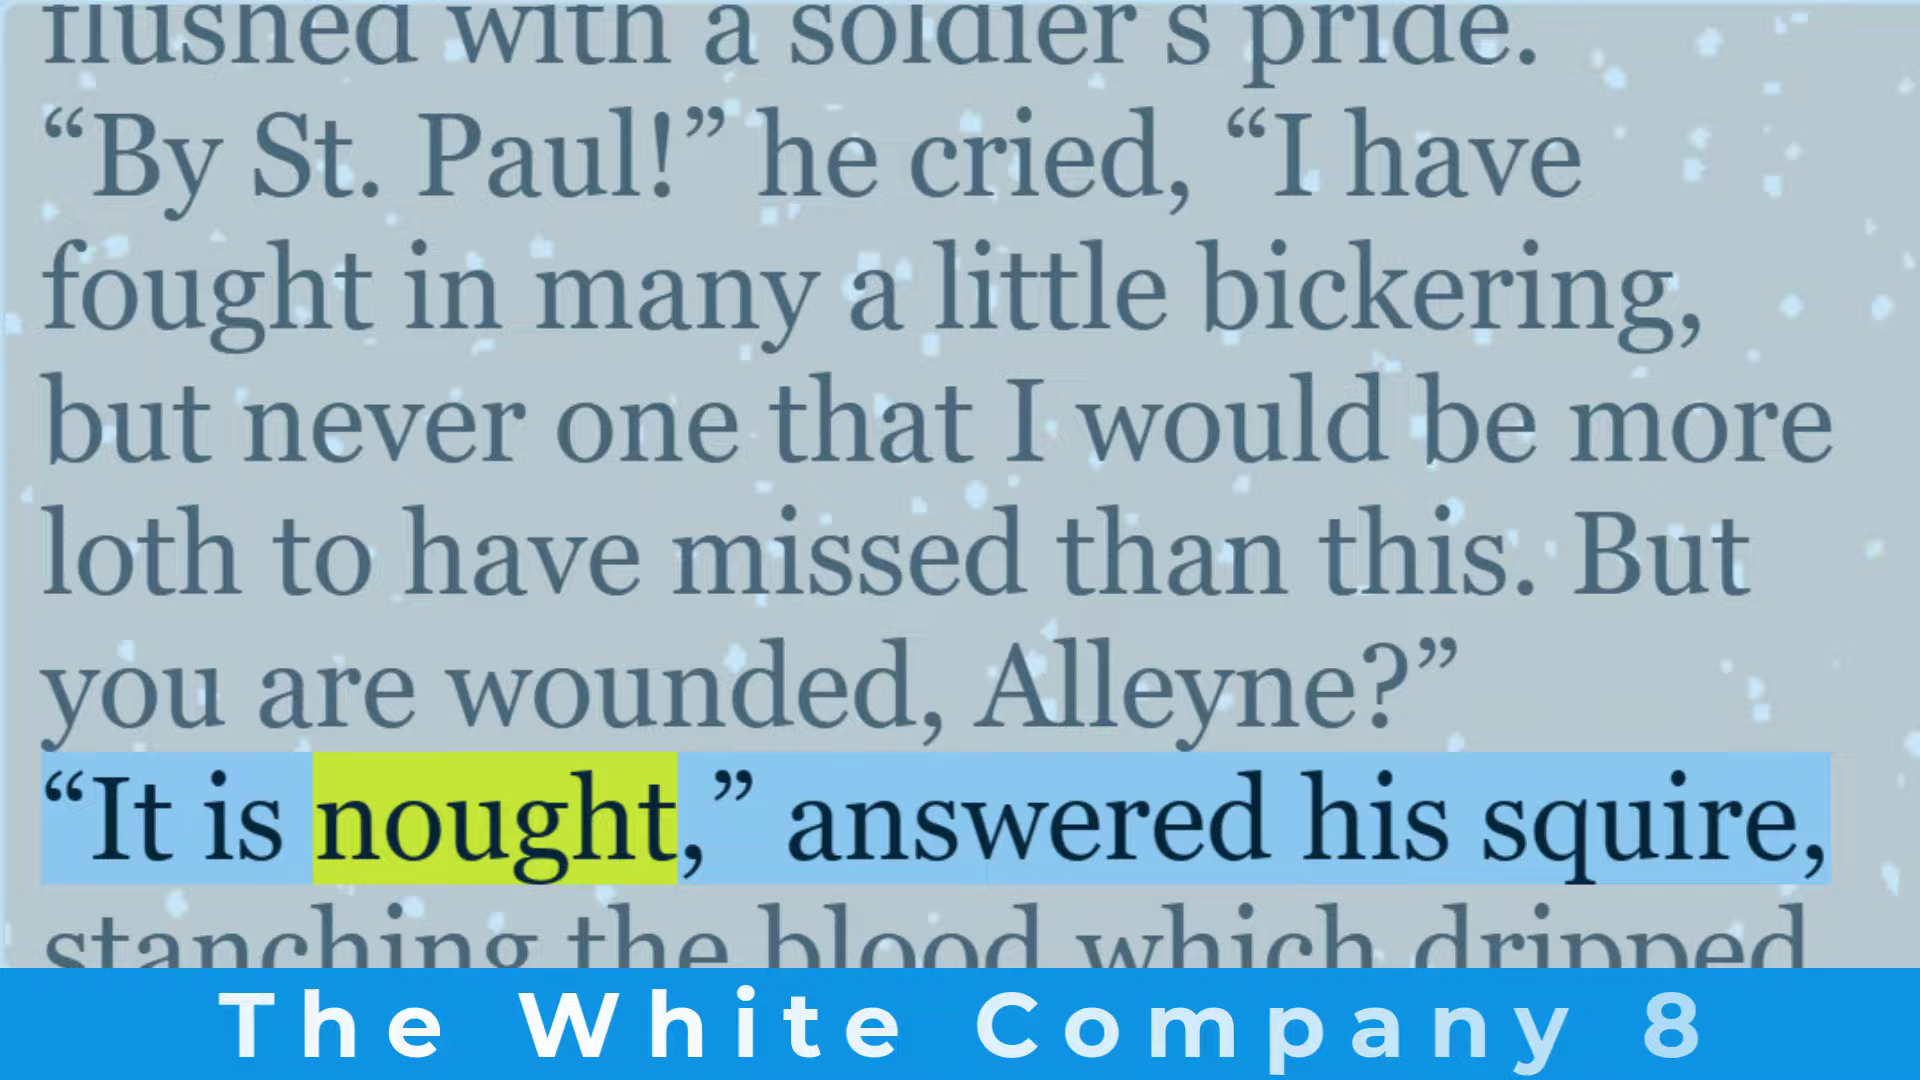 flushed with a soldier's pride.
“By St. Paul!” he cried, “I have
fought in many a little bickering,
but never one that I would be more
loth to have missed than this. But
you are wounded, Alleyne?”
“It is nought,” answered his squire,
stanching the blood which dripped
The White Company 8